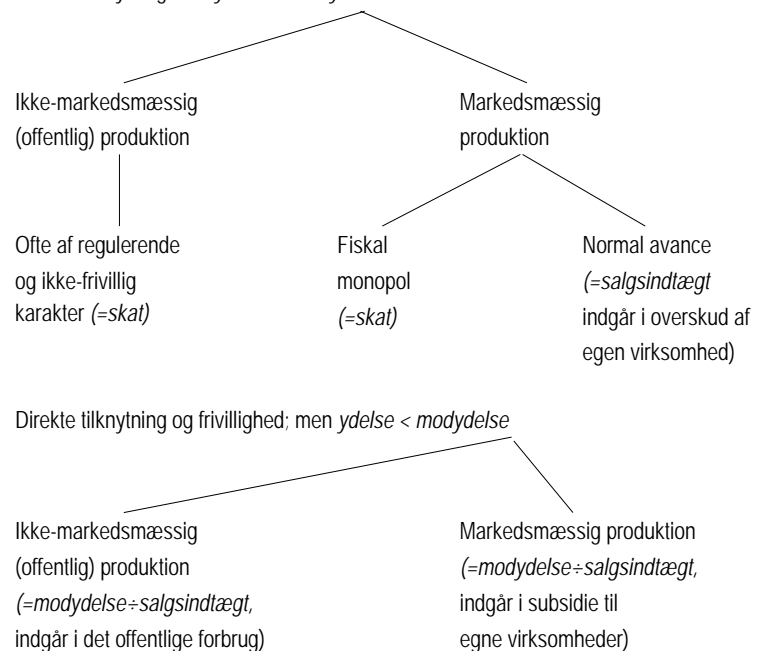 Ikke-markedsmæssig
(offentlig) produktion
Markedsmæssig
produktion
Ofte af regulerende
og ikke-frivillig
karakter (=skat)
Fiskal
monopol
(=skat)
Normal avance
(=salgsindtægt
indgår i overskud af
egen virksomhed)
Direkte tilknytning og frivillighed; men ydelse < modydelse
Ikke-markedsmæssig
(offentlig) produktion
(=modydelse÷salgsindtægt,
indgår i det offentlige forbrug)
Markedsmæssig produktion
(=modydelse÷salgsindtægt,
indgår i subsidie til
egne virksomheder)